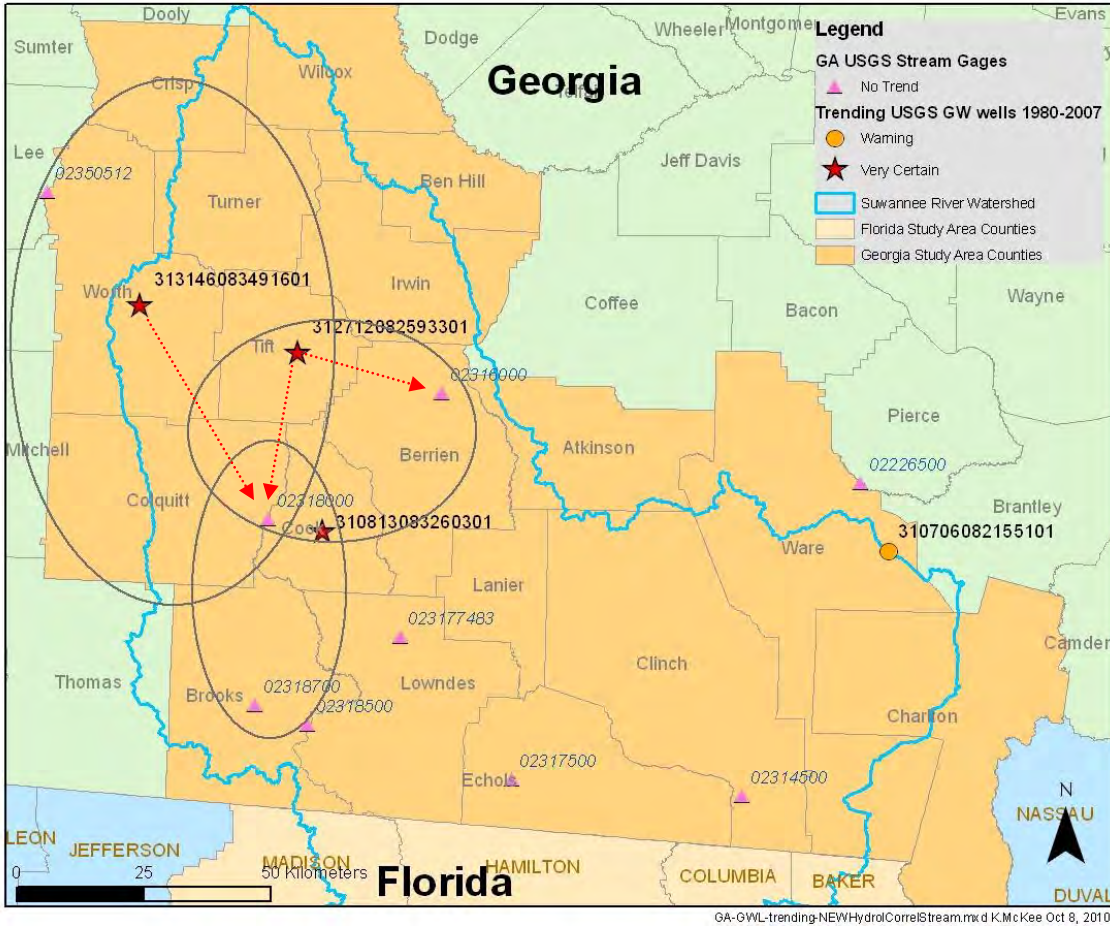 Dooly
Evans
Sumter
Dodge
Wheeler
Montgomer
Wilcox
Crisp
Georgia
Telfair
Legend
GA USGS Stream Gages
No Trend
Trending USGS GW wells 1980-2007
Warning
Very Certain
Suwannee River Watershed
Florida Study Area Counties
Georgia Study Area Counties
Lee
02350512
Jeff Davis
Ben Hill
Turner
313146083491601
Worth
Irwin
Coffee
Bacon
Wayne
312712082593301
Tift
02316000
Pierce
Mitchell
Berrien
Atkinson
02226500
Colquitt
02318000
Brantley
Cook
310813083260301
310706082155101
Ware
Lanier
023177483
Clinch
Camden
Thomas
Brooks
02318700
Lowndes
02318500
Charlton
02317500
Echols
02314500
N
NASSAU
LEON
JEFFERSON
MADISON
HAMILTON
COLUMBIA
BAKER
DUVAL
0
25
50 Kilometers
Florida
GA-GWL-trending-NEWHydrolCorrelStream.mxd K.McKee Oct 8, 2010